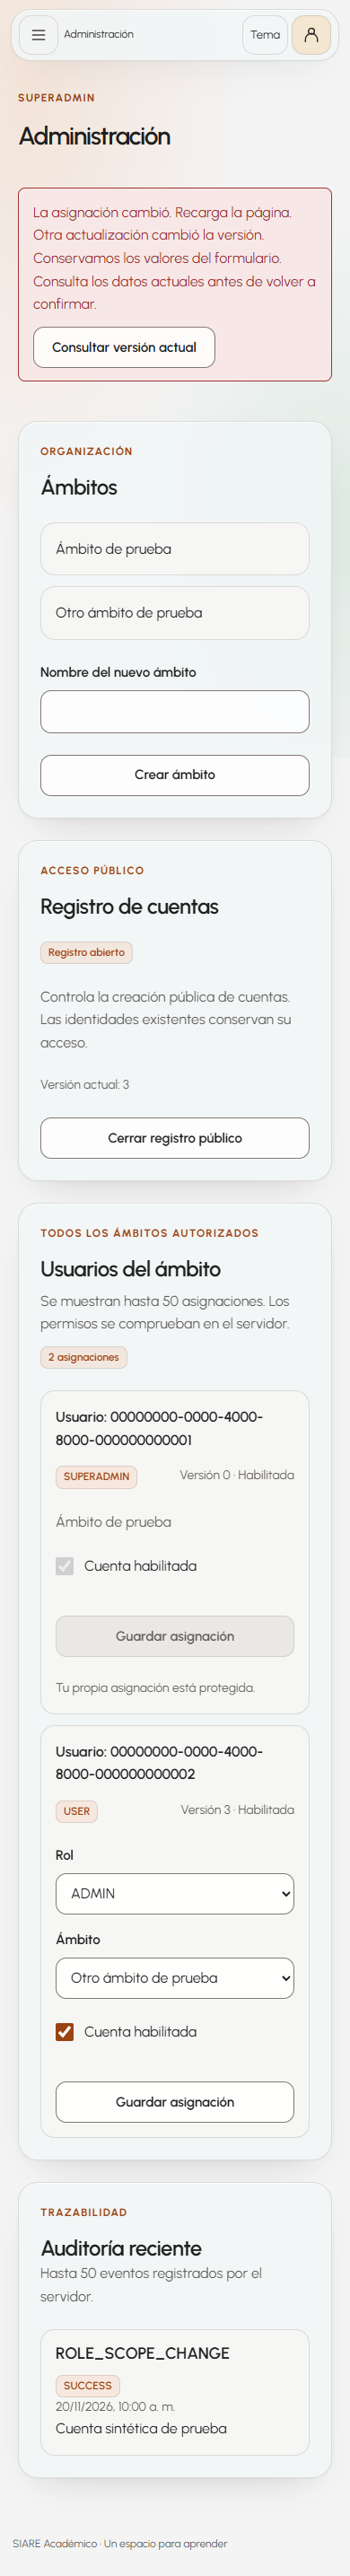 Administración
Tema
SUPERADMIN
Administración
La asignación cambió. Recarga la página.
Otra actualización cambió la versión.
Conservamos los valores del formulario.
Consulta los datos actuales antes de volver a
confirmar.
Consultar versión actual
ORGANIZACIÓN
Ámbitos
Ámbito de prueba
Otro ámbito de prueba
Nombre del nuevo ámbito
Crear ámbito
ACCESO PÚBLICO
Registro de cuentas
Registro abierto
Controla la creación pública de cuentas.
Las identidades existentes conservan su
acceso.
Versión actual: 3
Cerrar registro público
TODOS LOS ÁMBITOS AUTORIZADOS
Usuarios del ámbito
Se muestran hasta 50 asignaciones. Los
permisos se comprueban en el servidor.
2 asignaciones
Usuario: 00000000-0000-4000-
8000-000000000001
SUPERADMIN
Versión 0 · Habilitada
Ámbito de prueba
Cuenta habilitada
Guardar asignación
Tu propia asignación está protegida.
Usuario: 00000000-0000-4000-
8000-000000000002
USER
Versión 3 · Habilitada
Rol
ADMIN
Ámbito
Otro ámbito de prueba
Cuenta habilitada
Guardar asignación
TRAZABILIDAD
Auditoría reciente
Hasta 50 eventos registrados por el
servidor.
ROLE_SCOPE_CHANGE
SUCCESS
20/11/2026, 10:00 a. m.
Cuenta sintética de prueba
SIARE Académico · Un espacio para aprender